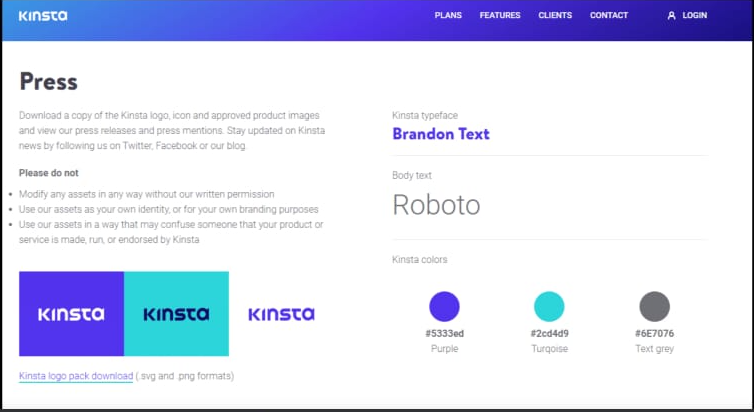 KINSTA
PLANS FEATURES CLIENTS CONTACT LOGIN
Press
Download a copy of the Kinsta logo, icon and approved product images
and view our press releases and press mentions. Stay updated on Kinsta
news by following us on Twitter, Facebook or our blog.
Please do not
• Modify any assets in any way without our written permission
• Use our assets as your own identity, or for your own branding purposes
• Use our assets in a way that may confuse someone that your product or
service is made, run, or endorsed by Kinsta
KINSTA KINSTA KINSTA
Kinsta logo pack download (.svg and .png formats)
Kinsta typeface
Brandon Text
Body text
Roboto
Kinsta colors
#5333ed #2cd4d9 #6E7076
Purple Turqoise Text grey